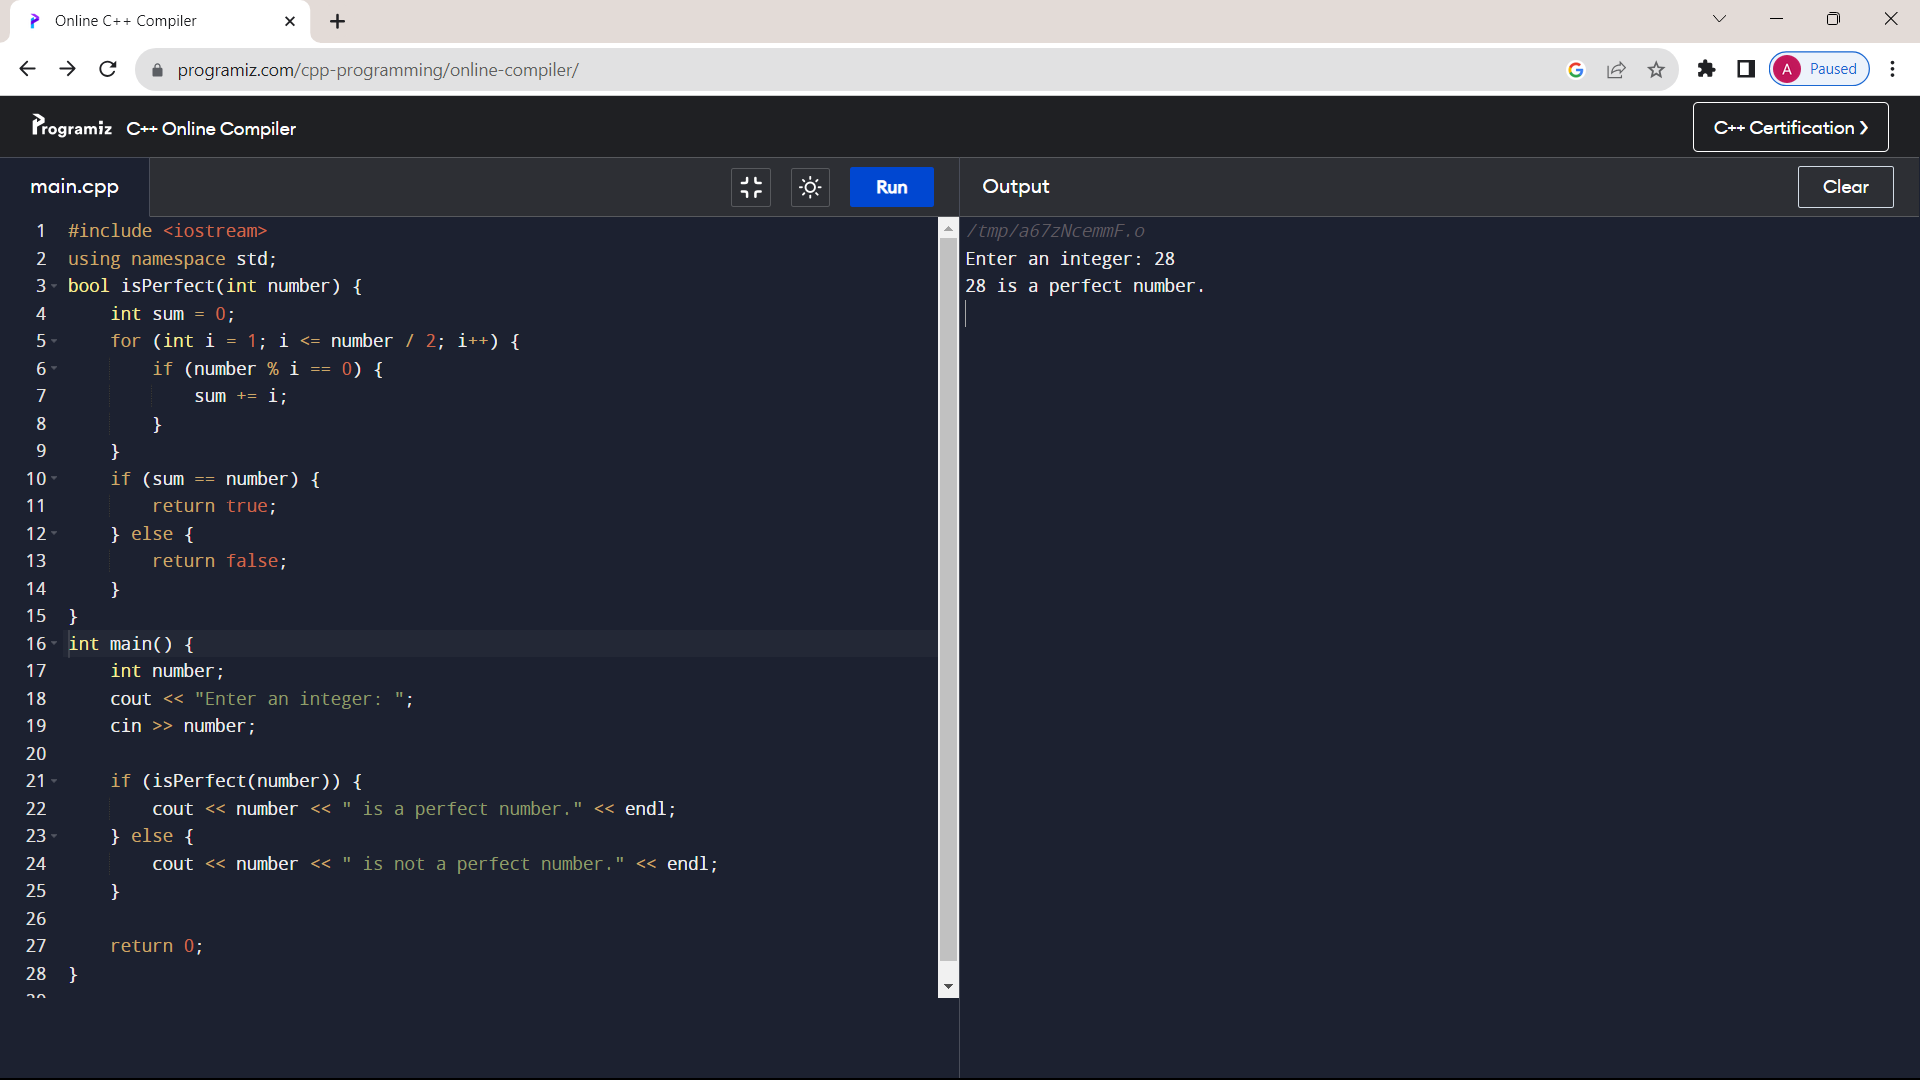 Online C++ Compiler
programiz.com/cpp-programming/online-compiler/
A Paused
Programiz C++ Online Compiler
C++ Certification
main.cpp
Run
Output
Clear
1 #include <iostream>
2 using namespace std;
3 bool isPerfect(int number) {
4     int sum = 0;
5     for (int i = 1; i <= number / 2; i++) {
6         if (number % i == 0) {
7             sum += i;
8         }
9     }
10     if (sum == number) {
11         return true;
12     } else {
13         return false;
14     }
15 }
16 int main() {
17     int number;
18     cout << "Enter an integer: ";
19     cin >> number;
20
21     if (isPerfect(number)) {
22         cout << number << " is a perfect number." << endl;
23     } else {
24         cout << number << " is not a perfect number." << endl;
25     }
26
27     return 0;
28 }
/tmp/a67zNcemmF.o
Enter an integer: 28
28 is a perfect number.